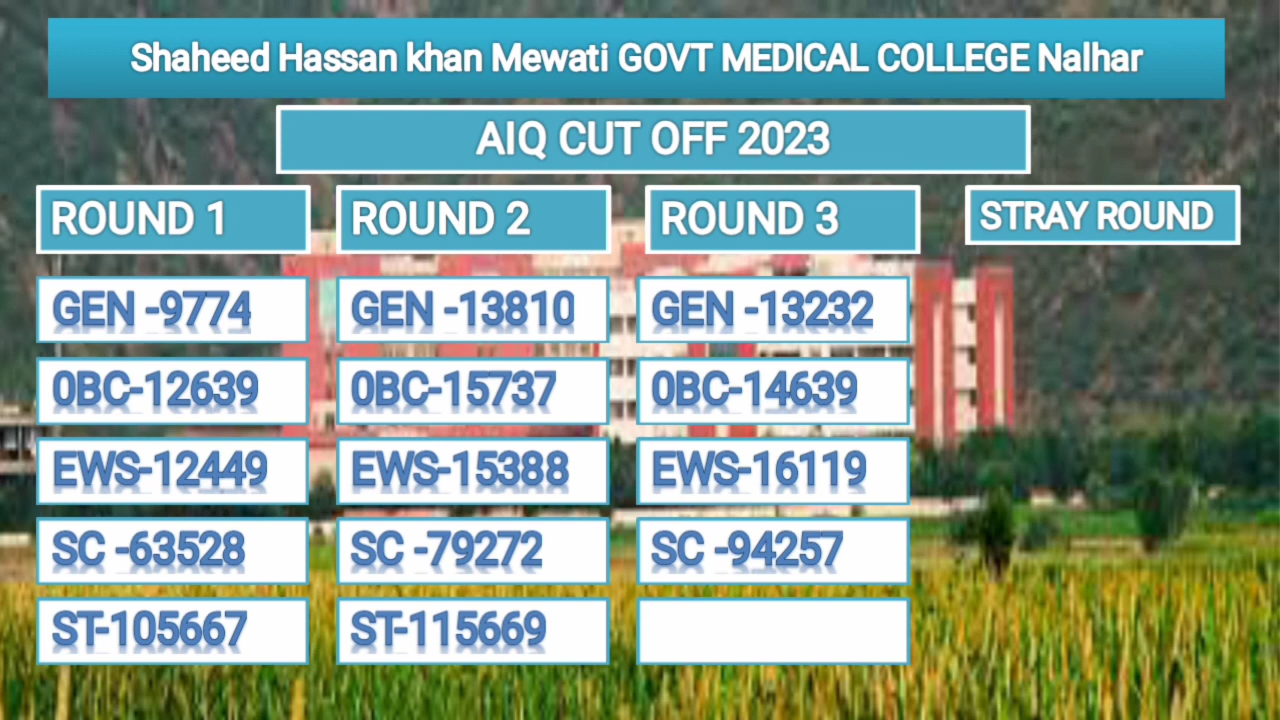 Shaheed Hassan khan Mewati GOVT MEDICAL COLLEGE Nalhar
AIQ CUT OFF 2023
ROUND 1
GEN -9774
0BC-12639
EWS-12449
SC -63528
ST-105667
ROUND 2
GEN -13810
0BC-15737
EWS-15388
SC -79272
ST-115669
ROUND 3
GEN -13232
0BC-14639
EWS-16119
SC -94257
STRAY ROUND